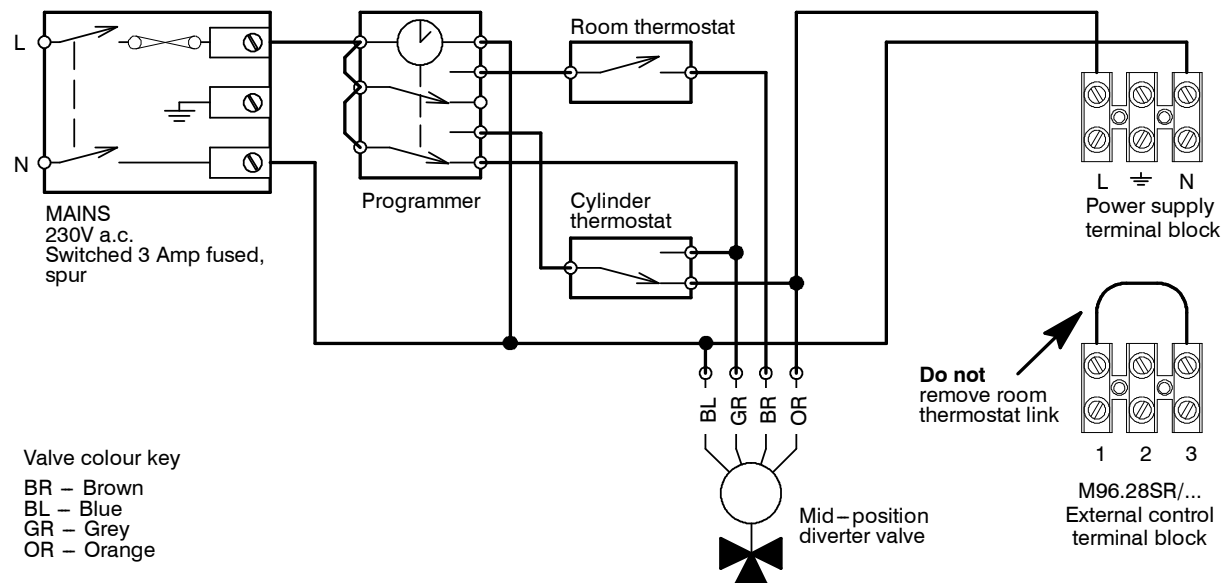 L
N
MAINS
230V a.c.
Switched 3 Amp fused,
spur
Programmer
Room thermostat
Cylinder
thermostat
L N
Power supply
terminal block
Do not
remove room
thermostat link
1 2 3
M96.28SR/...
External control
terminal block
BL GR BR OR
Mid–position
diverter valve
Valve colour key
BR – Brown
BL – Blue
GR – Grey
OR – Orange